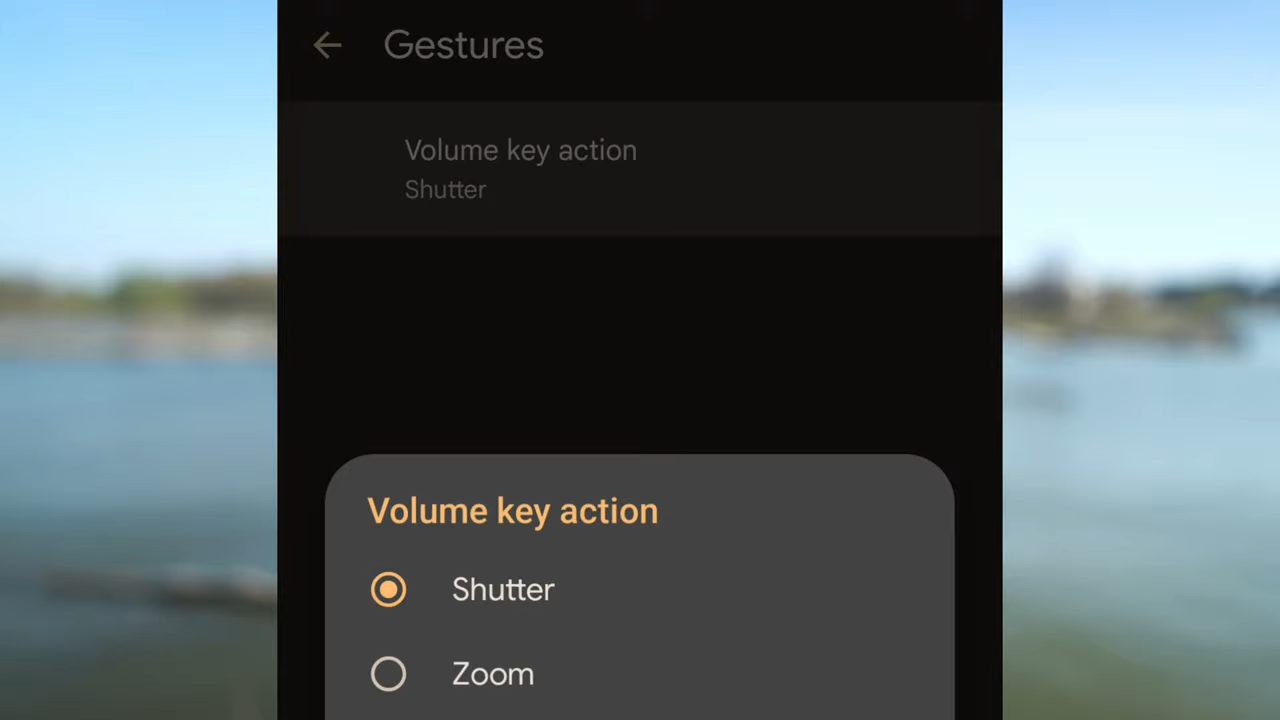 Gestures
Volume key action
Shutter
Volume key action
Shutter
Zoom